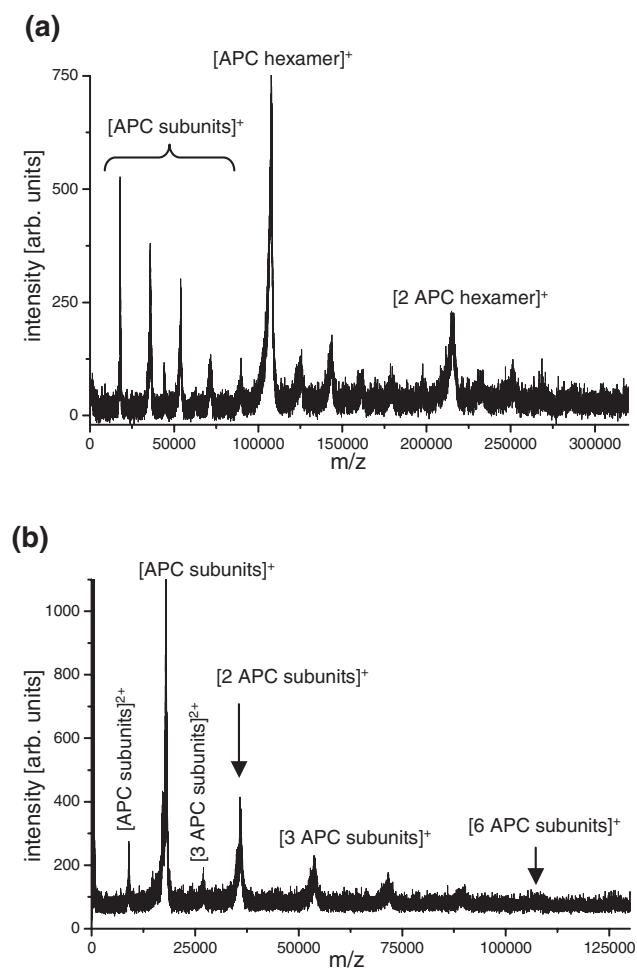 (a)
[APC hexamer]⁺
[APC subunits]⁺
[2 APC hexamer]⁺
750
500
250
0
intensity [arb. units]
0 50000 100000 150000 200000 250000 300000
m/z
(b)
[APC subunits]⁺
[2 APC subunits]⁺
[APC subunits]²⁺
[3 APC subunits]²⁺
[3 APC subunits]⁺
[6 APC subunits]⁺
1000
800
600
400
200
0
intensity [arb. units]
0 25000 50000 75000 100000 125000
m/z